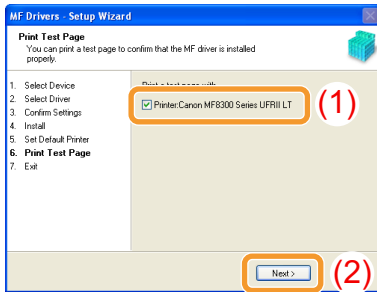 MF Drivers - Setup Wizard
Print Test Page
You can print a test page to confirm that the MF driver is installed
properly.
1. Select Device
2. Select Driver
3. Confirm Settings
4. Install
5. Set Default Printer
6. Print Test Page
7. Exit
Print a test page with
Printer:Canon MF8300 Series UFRII LT
(1)
Next >
(2)